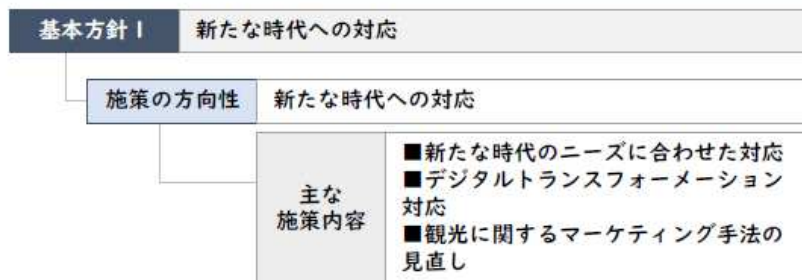 基本方針Ⅰ 新たな時代への対応
施策の方向性 新たな時代への対応
主な
施策内容
■新たな時代のニーズに合わせた対応
■デジタルトランスフォーメーション
対応
■観光に関するマーケティング手法の
見直し